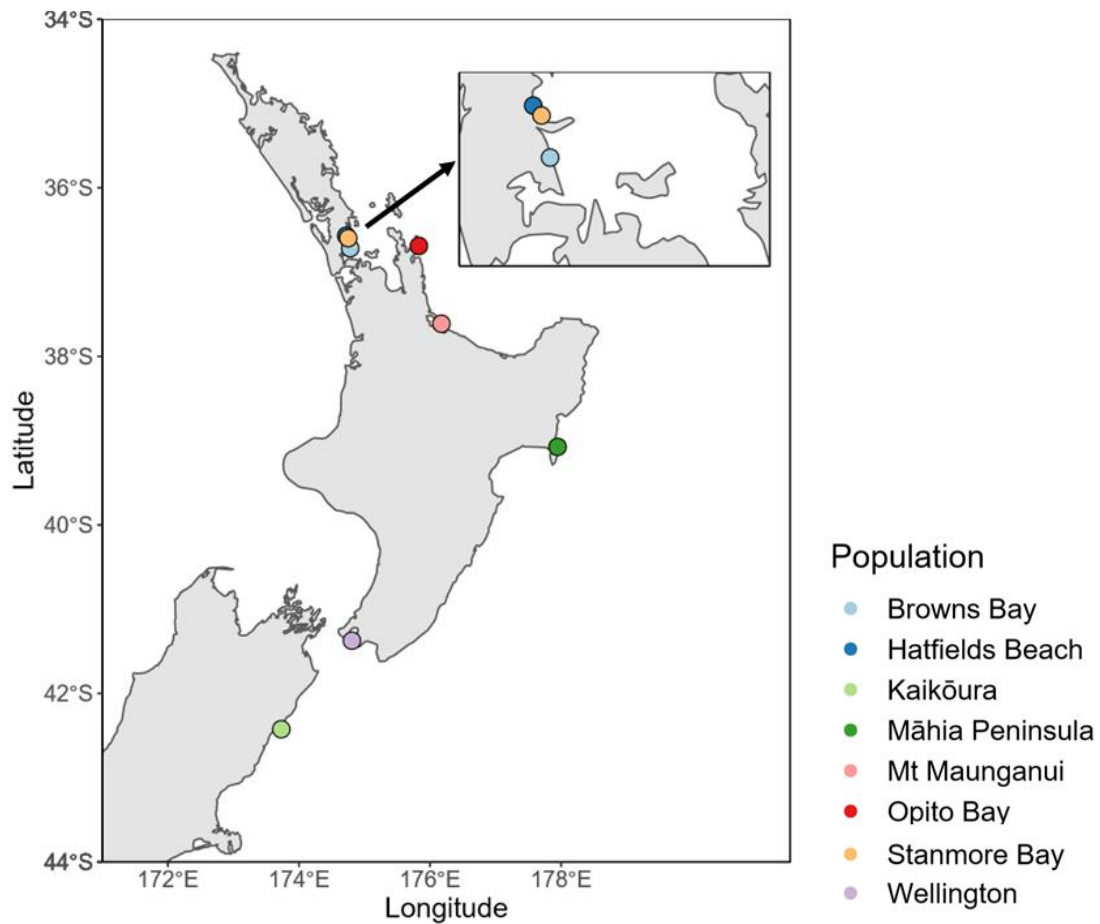 34°S
36°S
38°S
40°S
42°S
44°S
Latitude
172°E 174°E 176°E 178°E
Longitude
Population
Browns Bay
Hatfields Beach
Kaikōura
Māhia Peninsula
Mt Maunganui
Opito Bay
Stanmore Bay
Wellington